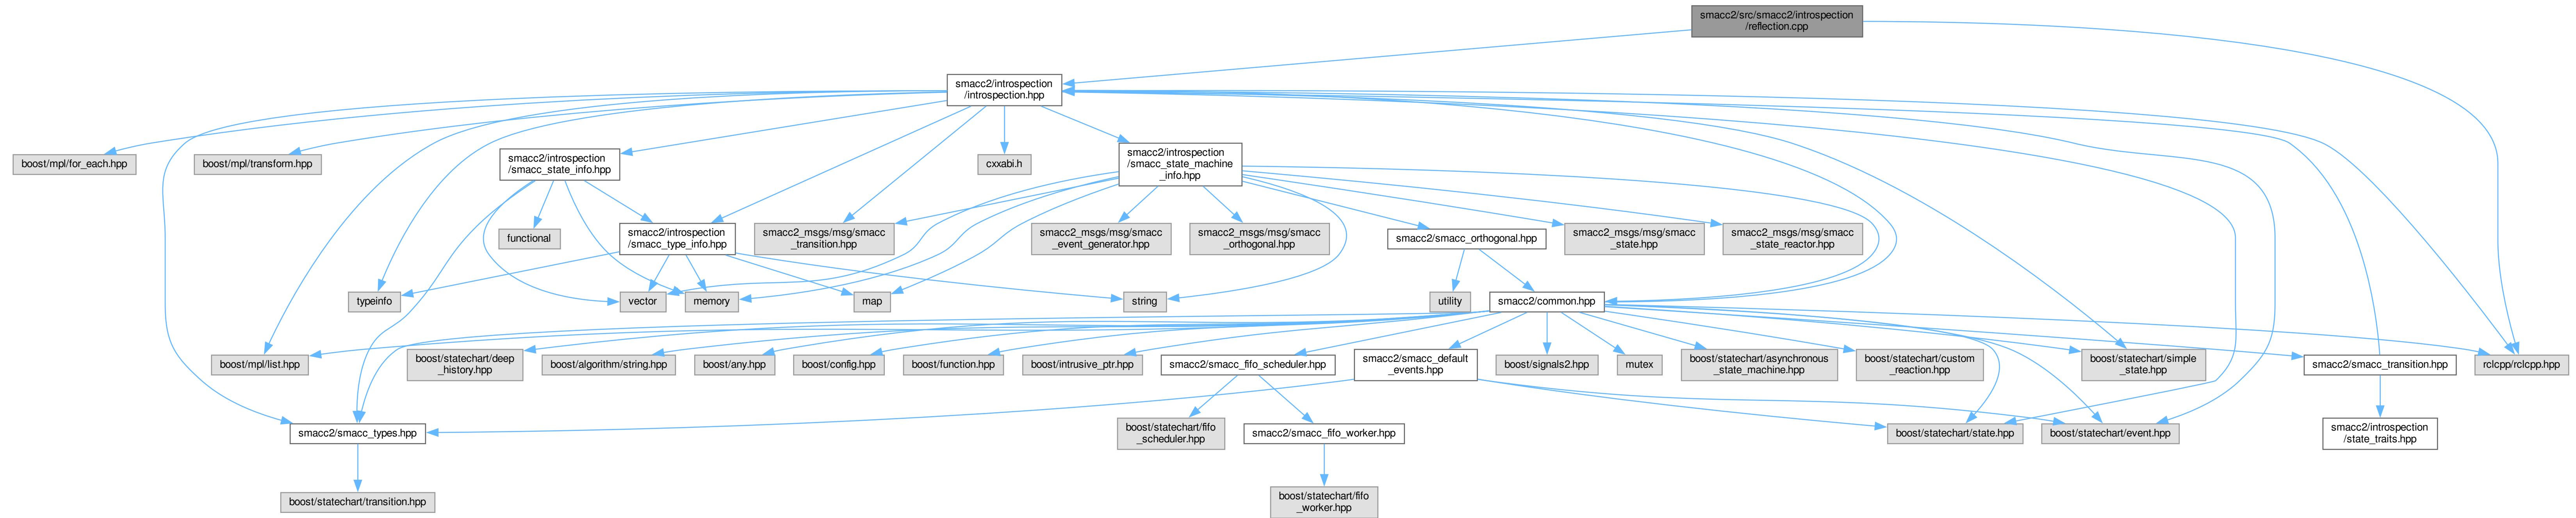 smacc2/src/smacc2/introspection
/reflection.cpp
smacc2/introspection
/introspection.hpp
boost/mpl/for_each.hpp
boost/mpl/transform.hpp
smacc2/introspection
/smacc_state_info.hpp
cxxabi.h
smacc2/introspection
/smacc_state_machine
_info.hpp
functional
smacc2/introspection
/smacc_type_info.hpp
smacc2_msgs/msg/smacc
_transition.hpp
smacc2_msgs/msg/smacc
_event_generator.hpp
smacc2_msgs/msg/smacc
_orthogonal.hpp
smacc2/smacc_orthogonal.hpp
smacc2_msgs/msg/smacc
_state.hpp
smacc2_msgs/msg/smacc
_state_reactor.hpp
typeinfo
vector
memory
map
string
utility
smacc2/common.hpp
boost/mpl/list.hpp
boost/statechart/deep
_history.hpp
boost/algorithm/string.hpp
boost/any.hpp
boost/config.hpp
boost/function.hpp
boost/intrusive_ptr.hpp
smacc2/smacc_fifo_scheduler.hpp
smacc2/smacc_default
_events.hpp
boost/signals2.hpp
mutex
boost/statechart/asynchronous
_state_machine.hpp
boost/statechart/custom
_reaction.hpp
boost/statechart/simple
_state.hpp
smacc2/smacc_transition.hpp
rclcpp/rclcpp.hpp
smacc2/smacc_types.hpp
boost/statechart/fifo
_scheduler.hpp
smacc2/smacc_fifo_worker.hpp
boost/statechart/state.hpp
boost/statechart/event.hpp
smacc2/introspection
/state_traits.hpp
boost/statechart/transition.hpp
boost/statechart/fifo
_worker.hpp